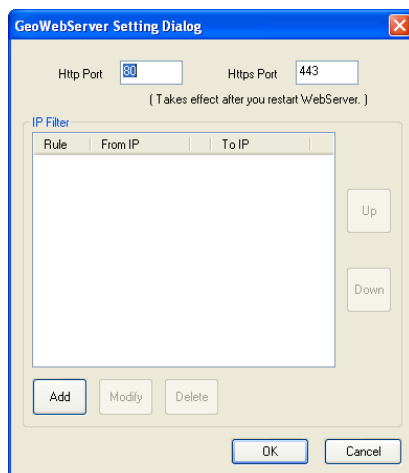 GeoWebServer Setting Dialog
Http Port 80 Https Port 443
( Takes effect after you restart WebServer. )
IP Filter
Rule From IP To IP
Up
Down
Add Modify Delete
OK Cancel